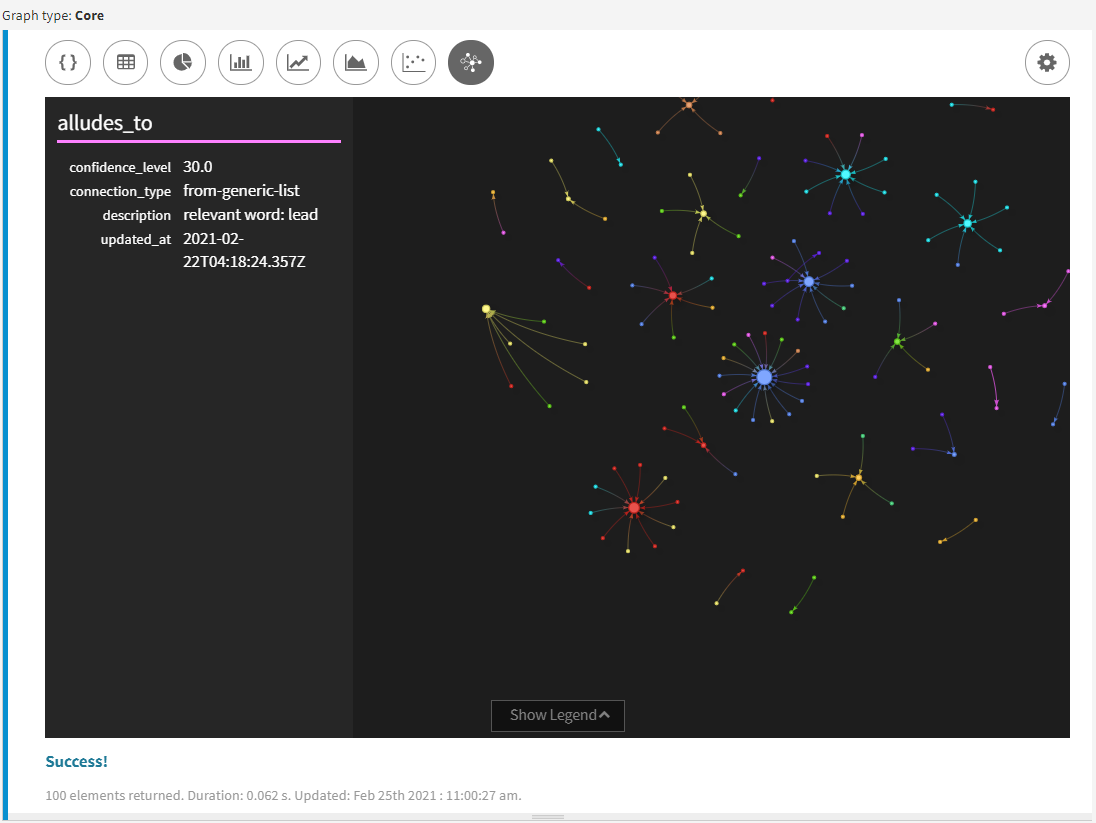 Graph type: Core
{ }
alludes_to
confidence_level 30.0
connection_type from-generic-list
description relevant word: lead
updated_at 2021-02-
22T04:18:24.357Z
Show Legend
Success!
100 elements returned. Duration: 0.062 s. Updated: Feb 25th 2021 : 11:00:27 am.